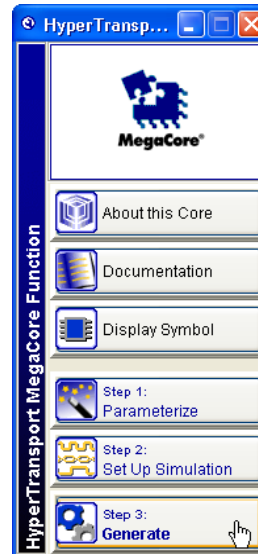 HyperTransp...
MegaCore®
HyperTransport MegaCore Function
About this Core
Documentation
Display Symbol
Step 1:
Parameterize
Step 2:
Set Up Simulation
Step 3:
Generate